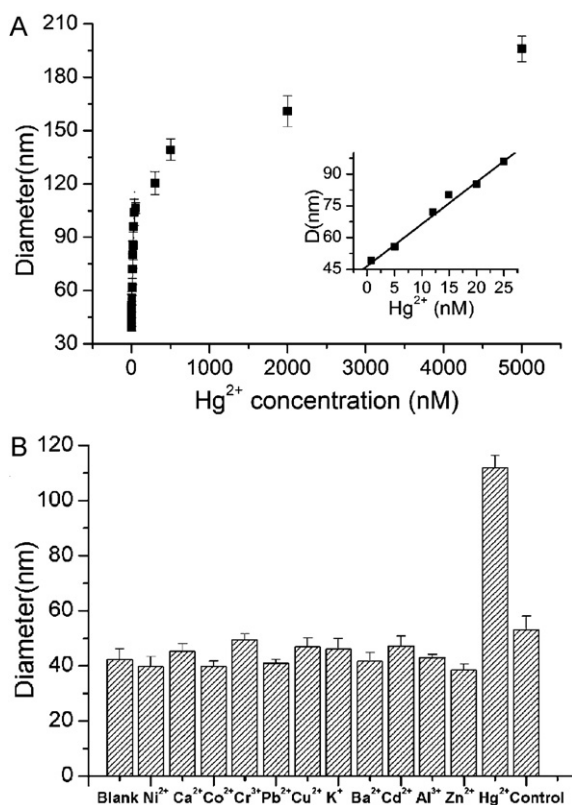 A
210
180
150
120
90
60
30
Diameter(nm)
0 1000 2000 3000 4000 5000
Hg²⁺ concentration (nM)
90
75
60
45
D(nm)
0 5 10 15 20 25
Hg²⁺ (nM)
B
120
100
80
60
40
20
0
Diameter(nm)
Blank Ni²⁺ Ca²⁺ Co²⁺ Cr³⁺ Pb²⁺ Cu²⁺ K⁺ Ba²⁺ Cd²⁺ Al³⁺ Zn²⁺ Hg²⁺ Control